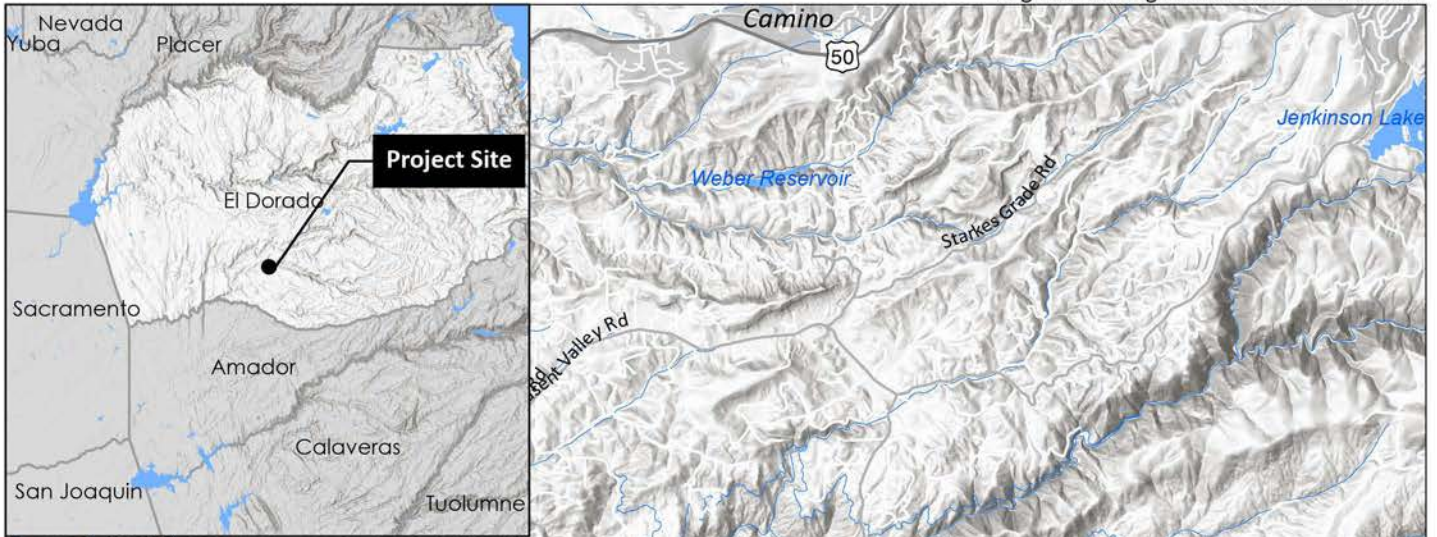 Nevada
Yuba
Placer
Project Site
El Dorado
Sacramento
Amador
Calaveras
San Joaquin
Tuolumne
Camino
50
Jenkinson Lake
Weber Reservoir
Starkes Grade Rd
Valley Rd
Rd